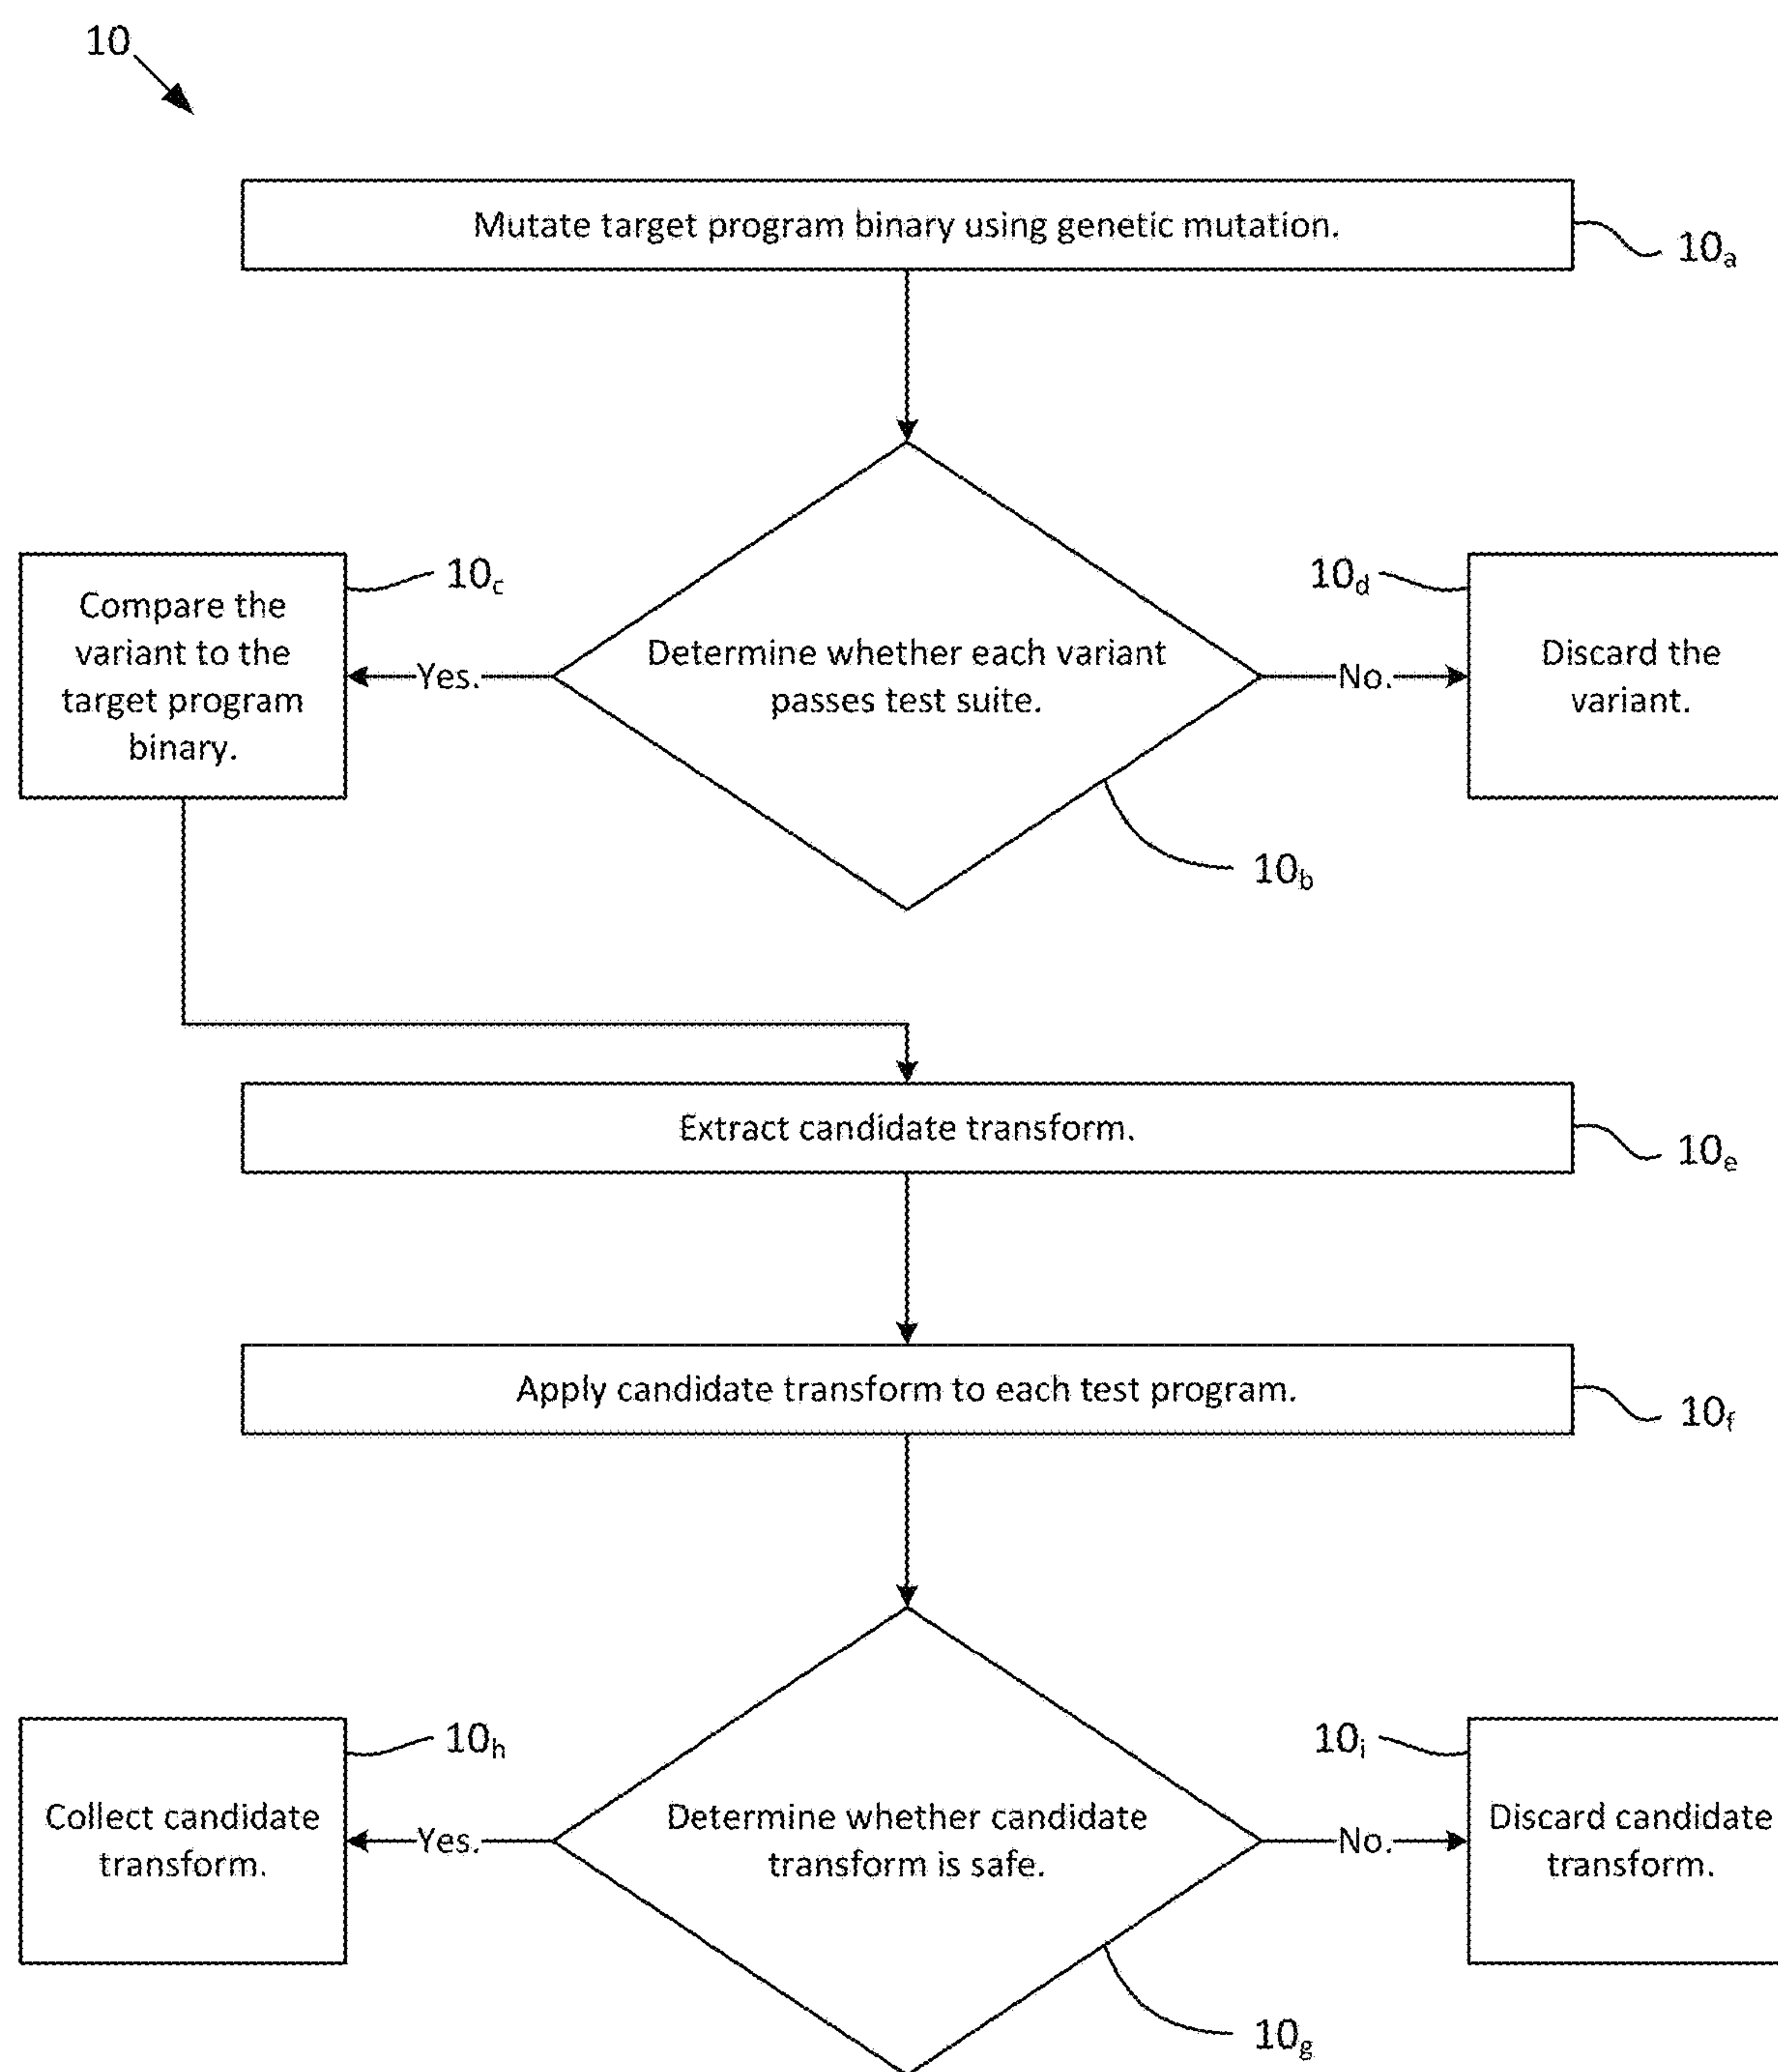 10
Mutate target program binary using genetic mutation.
10a
10c
10d
Compare the
variant to the
target program
binary.
Yes.
Determine whether each variant
passes test suite.
No.
Discard the
variant.
10b
Extract candidate transform.
10e
Apply candidate transform to each test program.
10f
10h
10i
Collect candidate
transform.
Yes.
Determine whether candidate
transform is safe.
No.
Discard candidate
transform.
10g